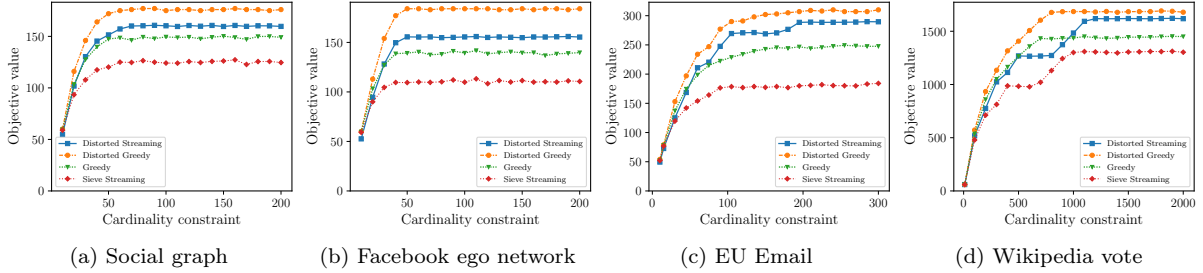 Objective value
150
100
50
0
50
100
150
200
Cardinality constraint
Distorted Streaming
Distorted Greedy
Greedy
Sieve Streaming
(a) Social graph
Objective value
150
100
50
0
50
100
150
200
Cardinality constraint
Distorted Streaming
Distorted Greedy
Greedy
Sieve Streaming
(b) Facebook ego network
Objective value
300
250
200
150
100
50
0
0
100
200
300
Cardinality constraint
Distorted Streaming
Distorted Greedy
Greedy
Sieve Streaming
(c) EU Email
Objective value
1500
1000
500
0
0
500
1000
1500
2000
Cardinality constraint
Distorted Streaming
Distorted Greedy
Greedy
Sieve Streaming
(d) Wikipedia vote